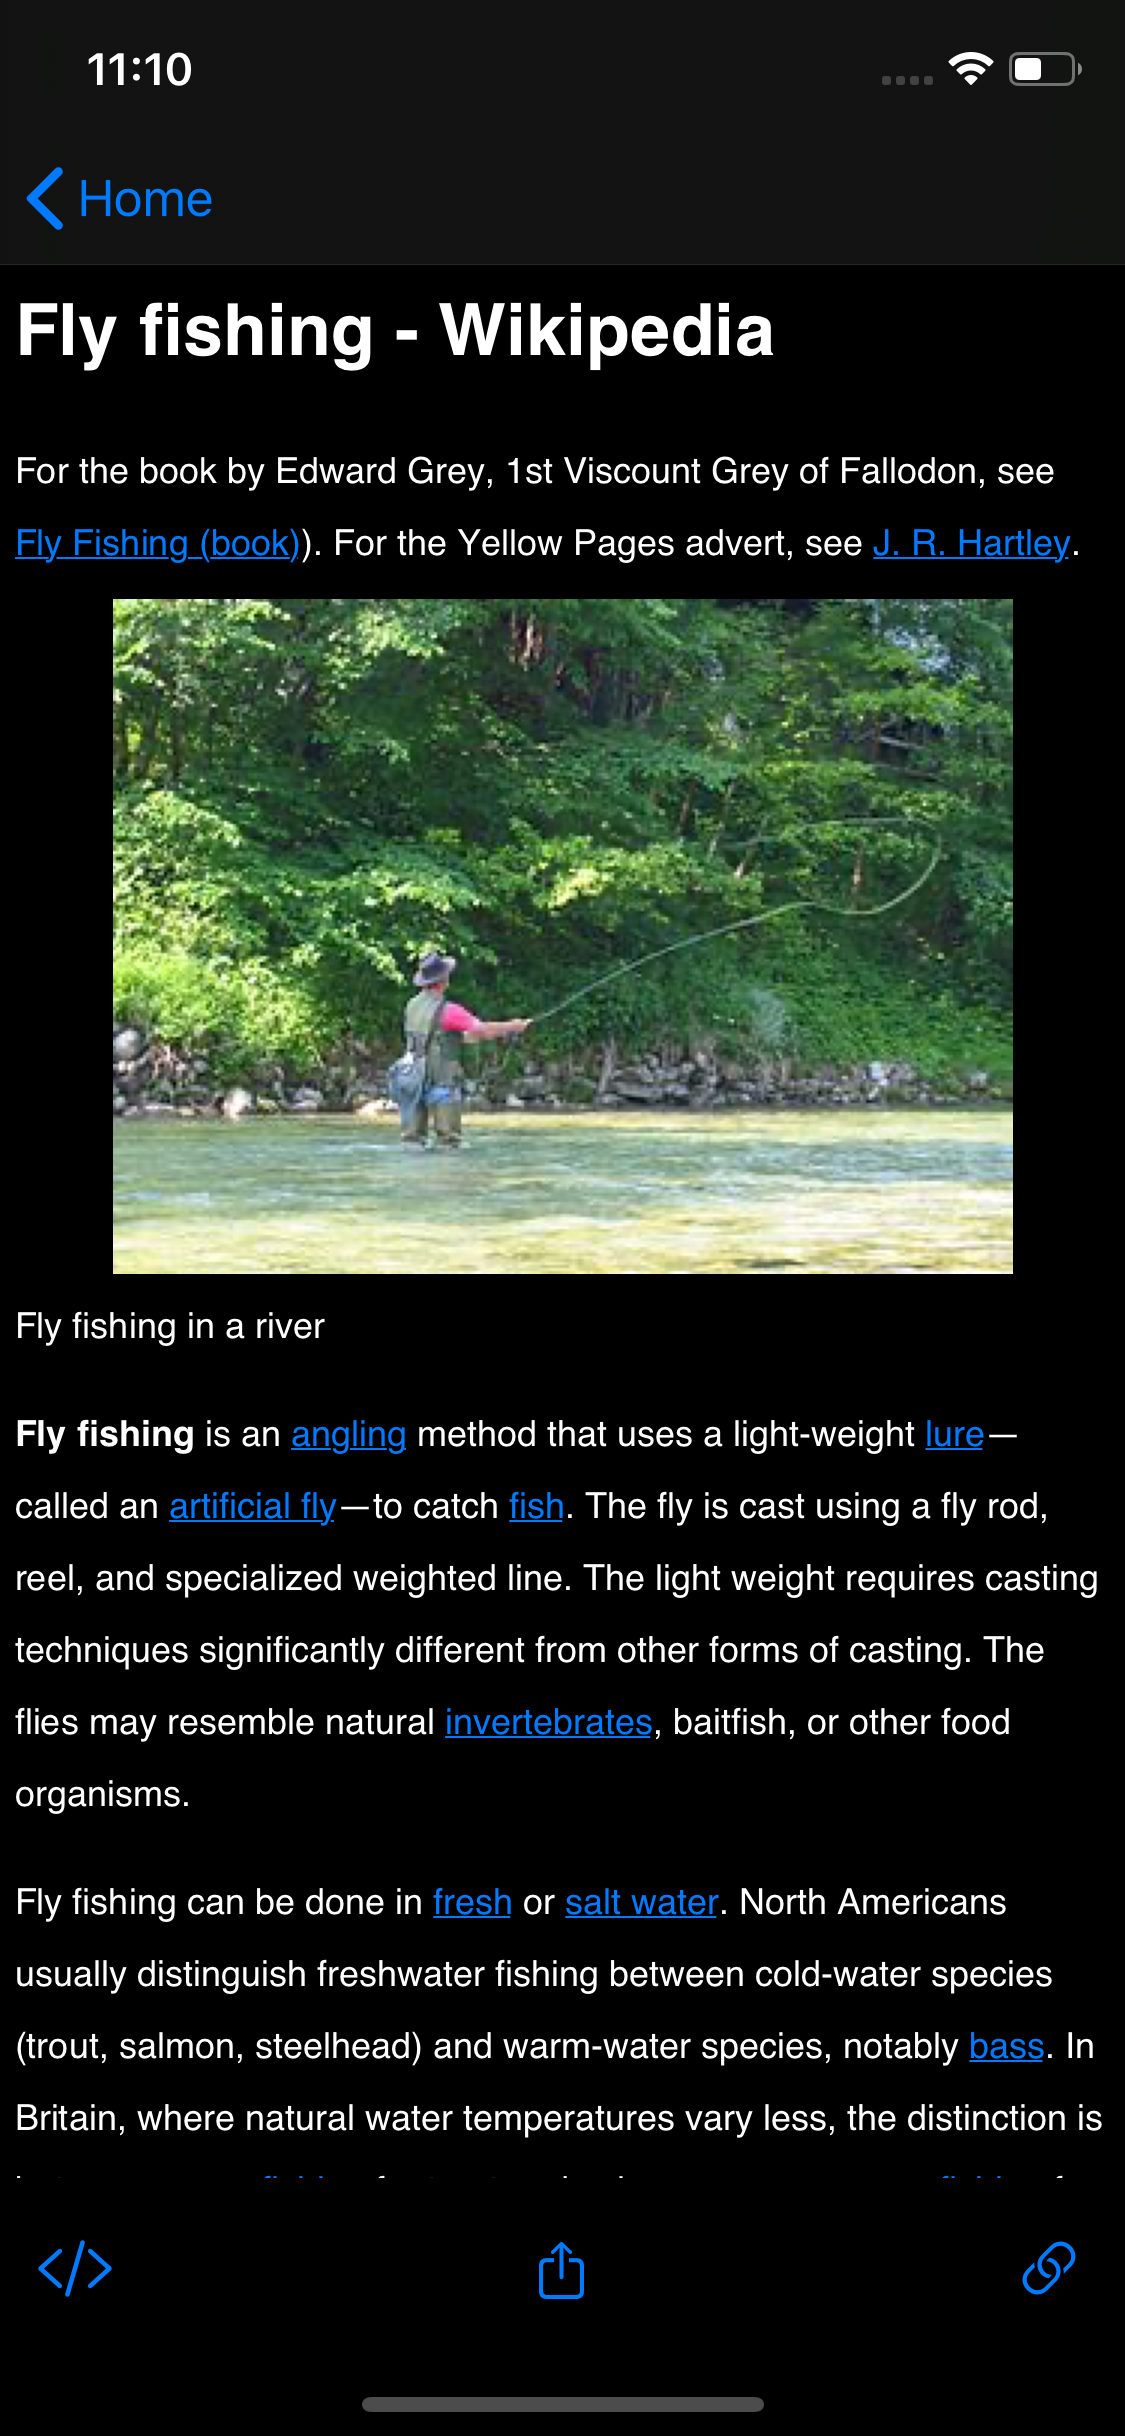 11:10
Home
Fly fishing - Wikipedia
For the book by Edward Grey, 1st Viscount Grey of Fallodon, see
Fly Fishing (book)). For the Yellow Pages advert, see J. R. Hartley.
Fly fishing in a river
Fly fishing is an angling method that uses a light-weight lure—
called an artificial fly—to catch fish. The fly is cast using a fly rod,
reel, and specialized weighted line. The light weight requires casting
techniques significantly different from other forms of casting. The
flies may resemble natural invertebrates, baitfish, or other food
organisms.
Fly fishing can be done in fresh or salt water. North Americans
usually distinguish freshwater fishing between cold-water species
(trout, salmon, steelhead) and warm-water species, notably bass. In
Britain, where natural water temperatures vary less, the distinction is